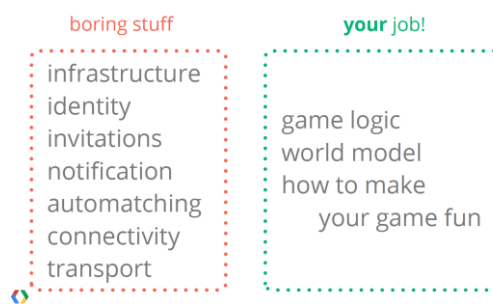 boring stuff
infrastructure
identity
invitations
notification
automatching
connectivity
transport
your job!
game logic
world model
how to make
your game fun